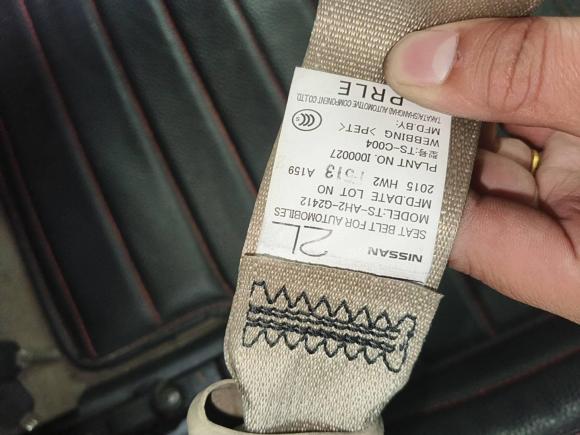 NISSAN
2L
SEAT BELT FOR AUTOMOBILES
MODEL:TS-AH2-G2412
MFD.DATE LOT NO
2015 HW2 1513 A159
PLANT NO. I000027
型号:TS-C004
WEBBING >PET<
MFD.BY:
TAKATA(SHANGHAI) AUTOMOTIVE COMPONENT CO.LTD.
PRLE